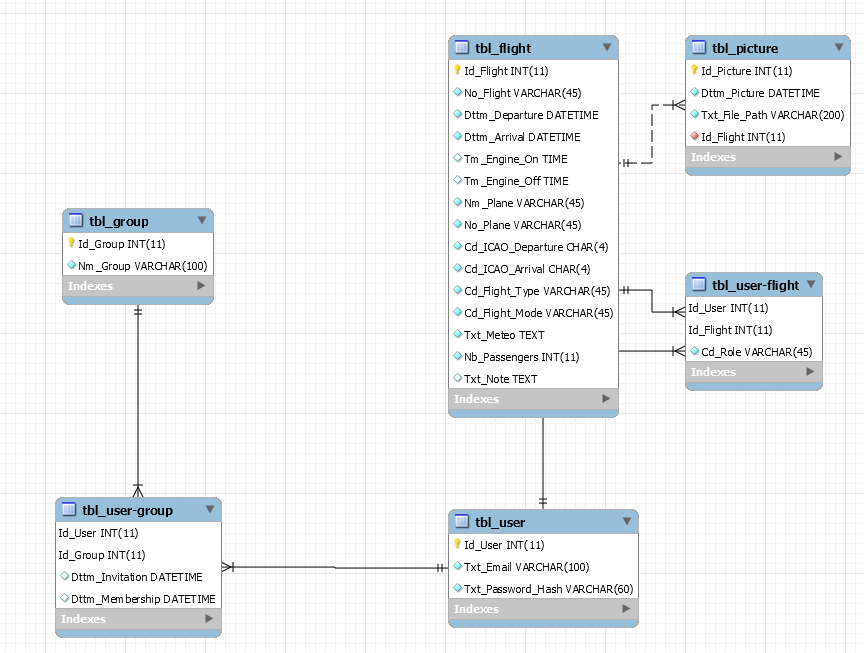 tbl_flight
Id_Flight INT(11)
No_Flight VARCHAR(45)
Dttm_Departure DATETIME
Dttm_Arrival DATETIME
Tm_Engine_On TIME
Tm_Engine_Off TIME
Nm_Plane VARCHAR(45)
No_Plane VARCHAR(45)
Cd_ICAO_Departure CHAR(4)
Cd_ICAO_Arrival CHAR(4)
Cd_Flight_Type VARCHAR(45)
Cd_Flight_Mode VARCHAR(45)
Txt_Meteo TEXT
Nb_Passengers INT(11)
Txt_Note TEXT
Indexes
tbl_picture
Id_Picture INT(11)
Dttm_Picture DATETIME
Txt_File_Path VARCHAR(200)
Id_Flight INT(11)
Indexes
tbl_group
Id_Group INT(11)
Nm_Group VARCHAR(100)
Indexes
tbl_user-flight
Id_User INT(11)
Id_Flight INT(11)
Cd_Role VARCHAR(45)
Indexes
tbl_user-group
Id_User INT(11)
Id_Group INT(11)
Dttm_Invitation DATETIME
Dttm_Membership DATETIME
Indexes
tbl_user
Id_User INT(11)
Txt_Email VARCHAR(100)
Txt_Password_Hash VARCHAR(60)
Indexes